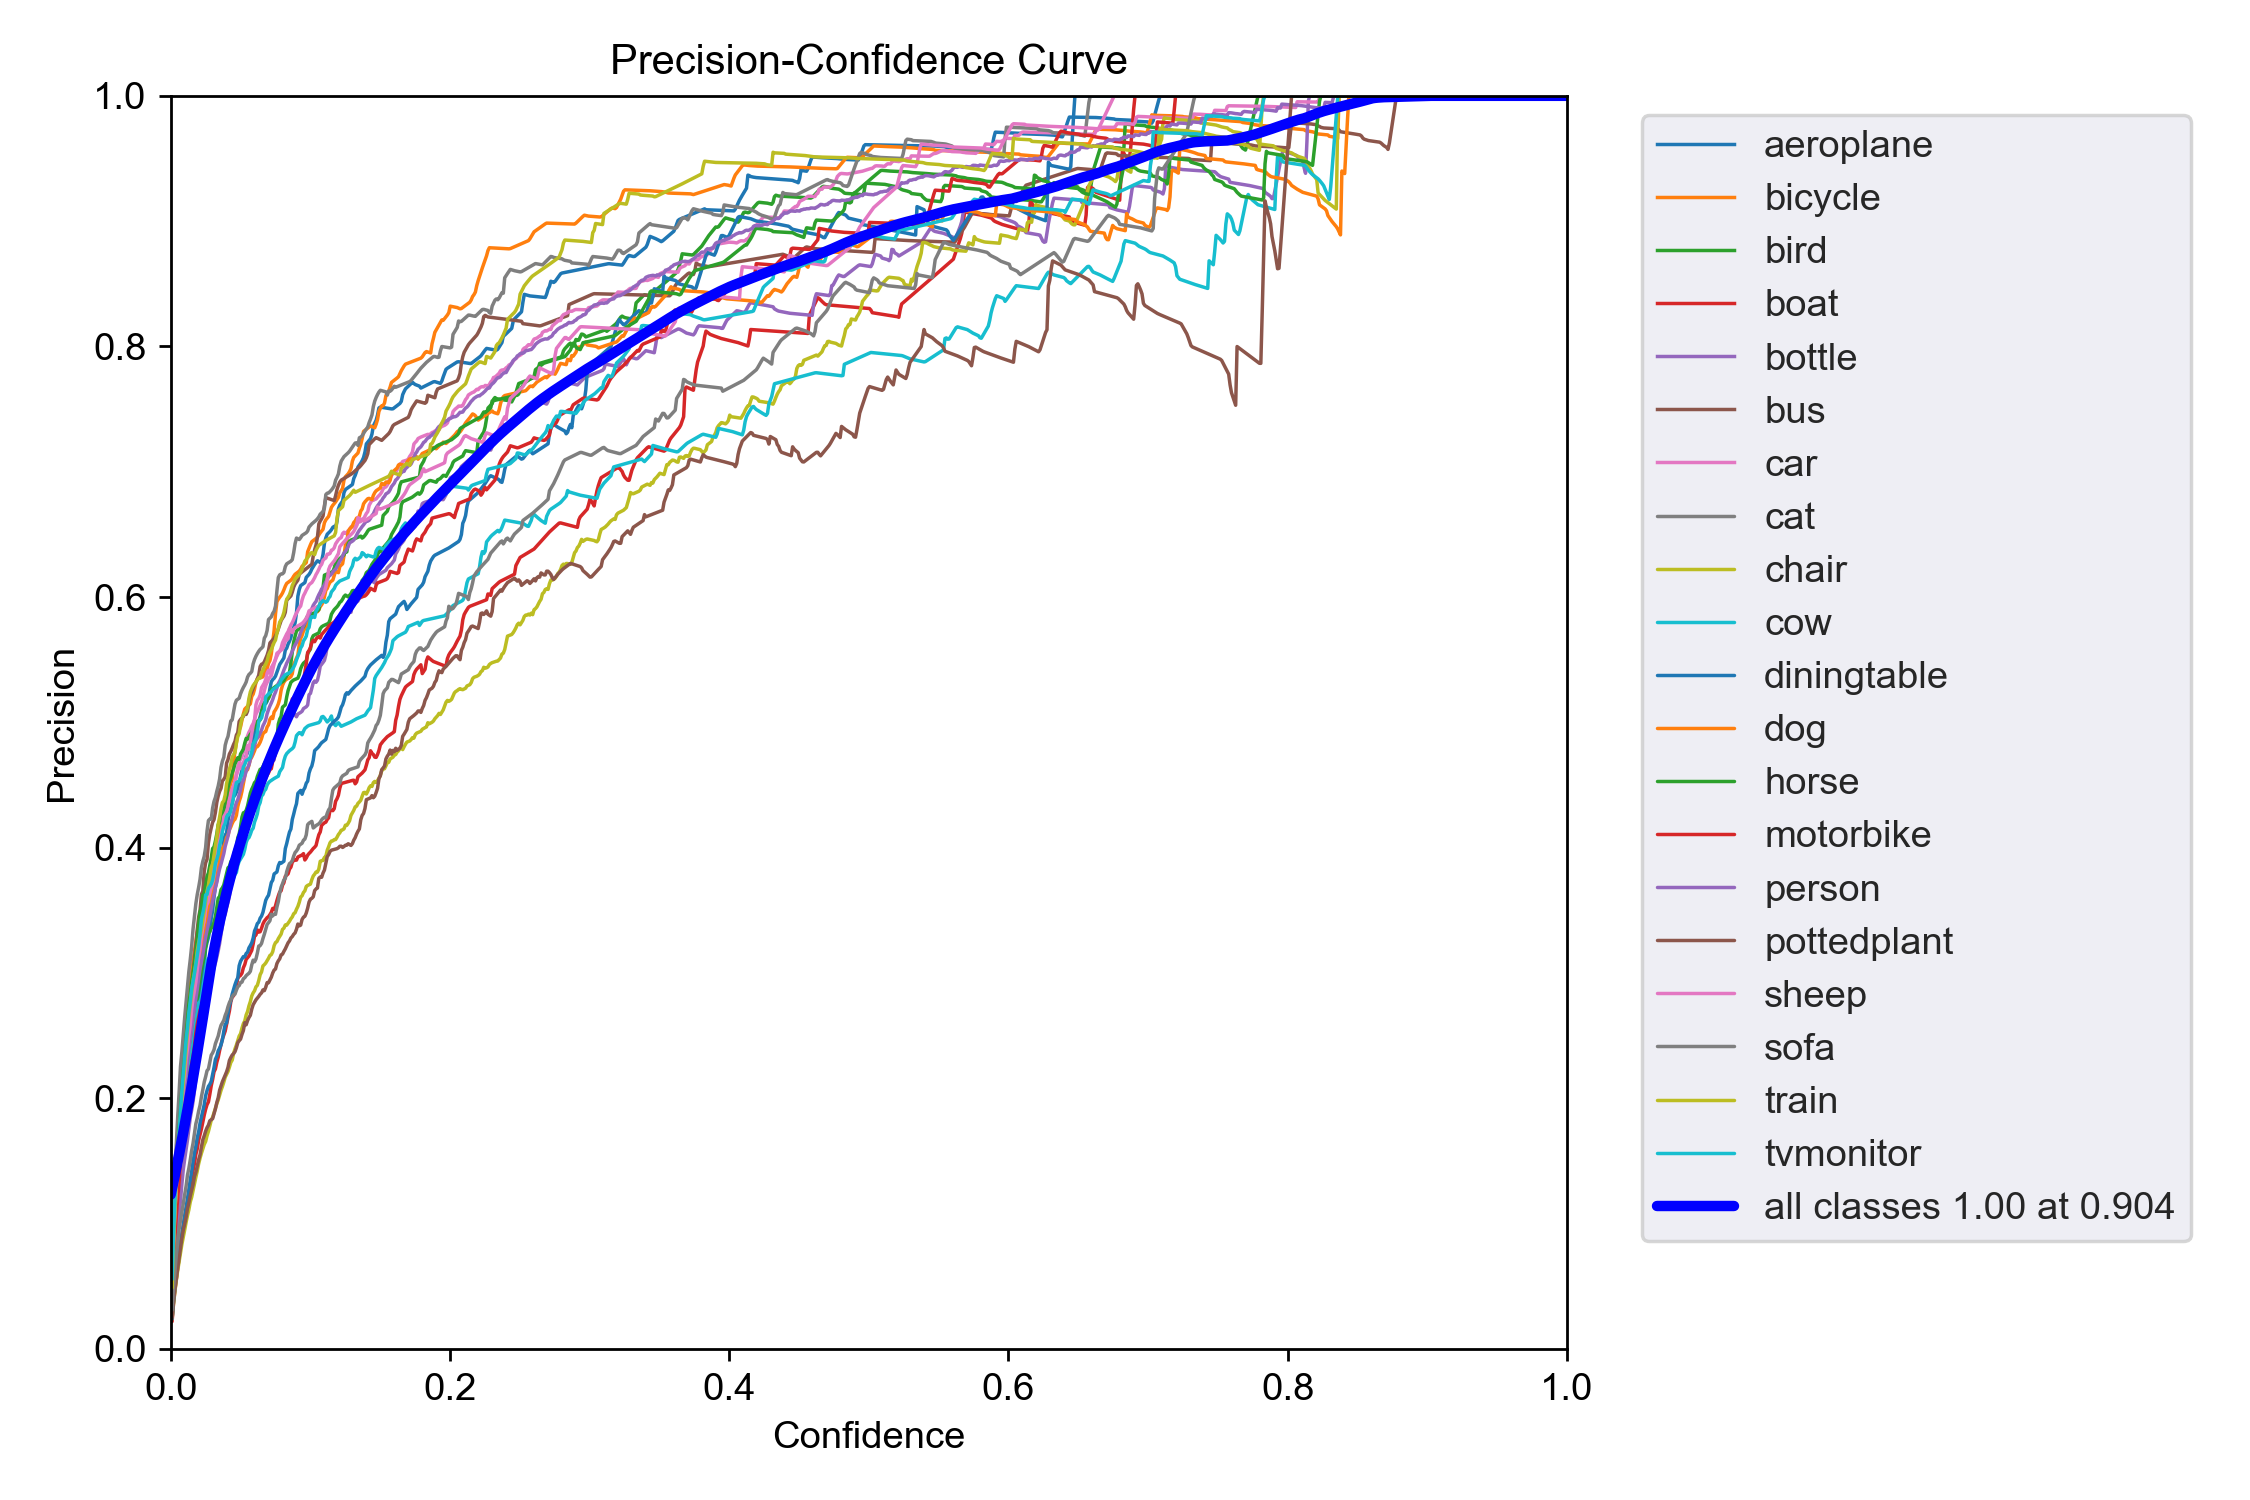 Precision-Confidence Curve
1.0
0.8
0.6
0.4
0.2
0.0
Precision
0.0 0.2 0.4 0.6 0.8 1.0
Confidence
aeroplane
bicycle
bird
boat
bottle
bus
car
cat
chair
cow
diningtable
dog
horse
motorbike
person
pottedplant
sheep
sofa
train
tvmonitor
all classes 1.00 at 0.904